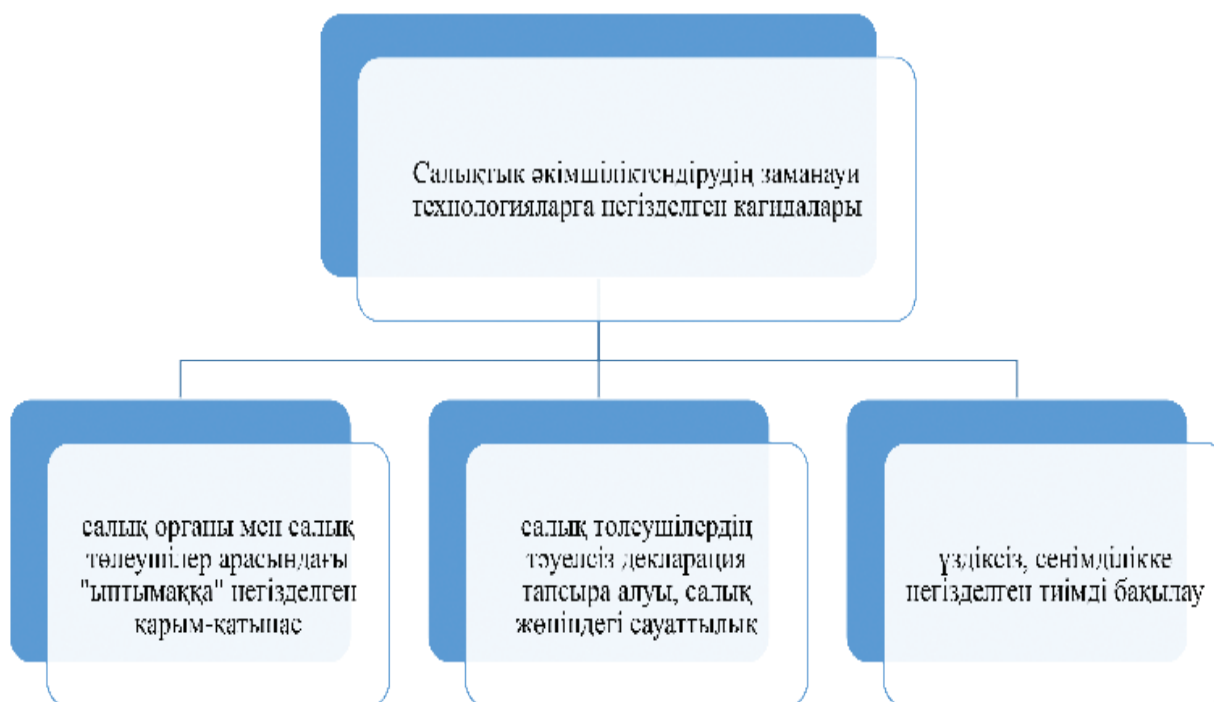 Салықтық әкімшіліктендірудің заманауи
технологияларға негізделген қағидалары
салық органы мен салық
төлеушілер арасындағы
"ынтымаққа" негізделген
қарым-қатынас
салық төлеушілердің
тәуелсіз декларация
тапсыра алуы, салық
жөніндегі сауаттылық
үздіксіз, сенімділікке
негізделген тиімді бақылау